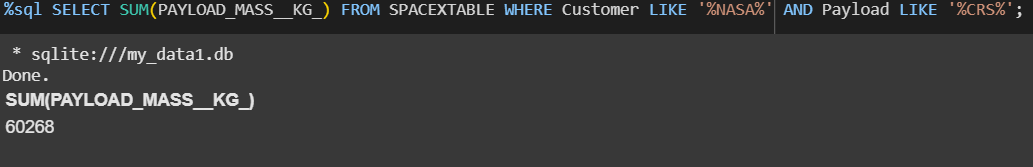 %sql SELECT SUM(PAYLOAD_MASS__KG_) FROM SPACEXTABLE WHERE Customer LIKE '%NASA%' AND Payload LIKE '%CRS%';
* sqlite:///my_data1.db
Done.
SUM(PAYLOAD_MASS__KG_)
60268